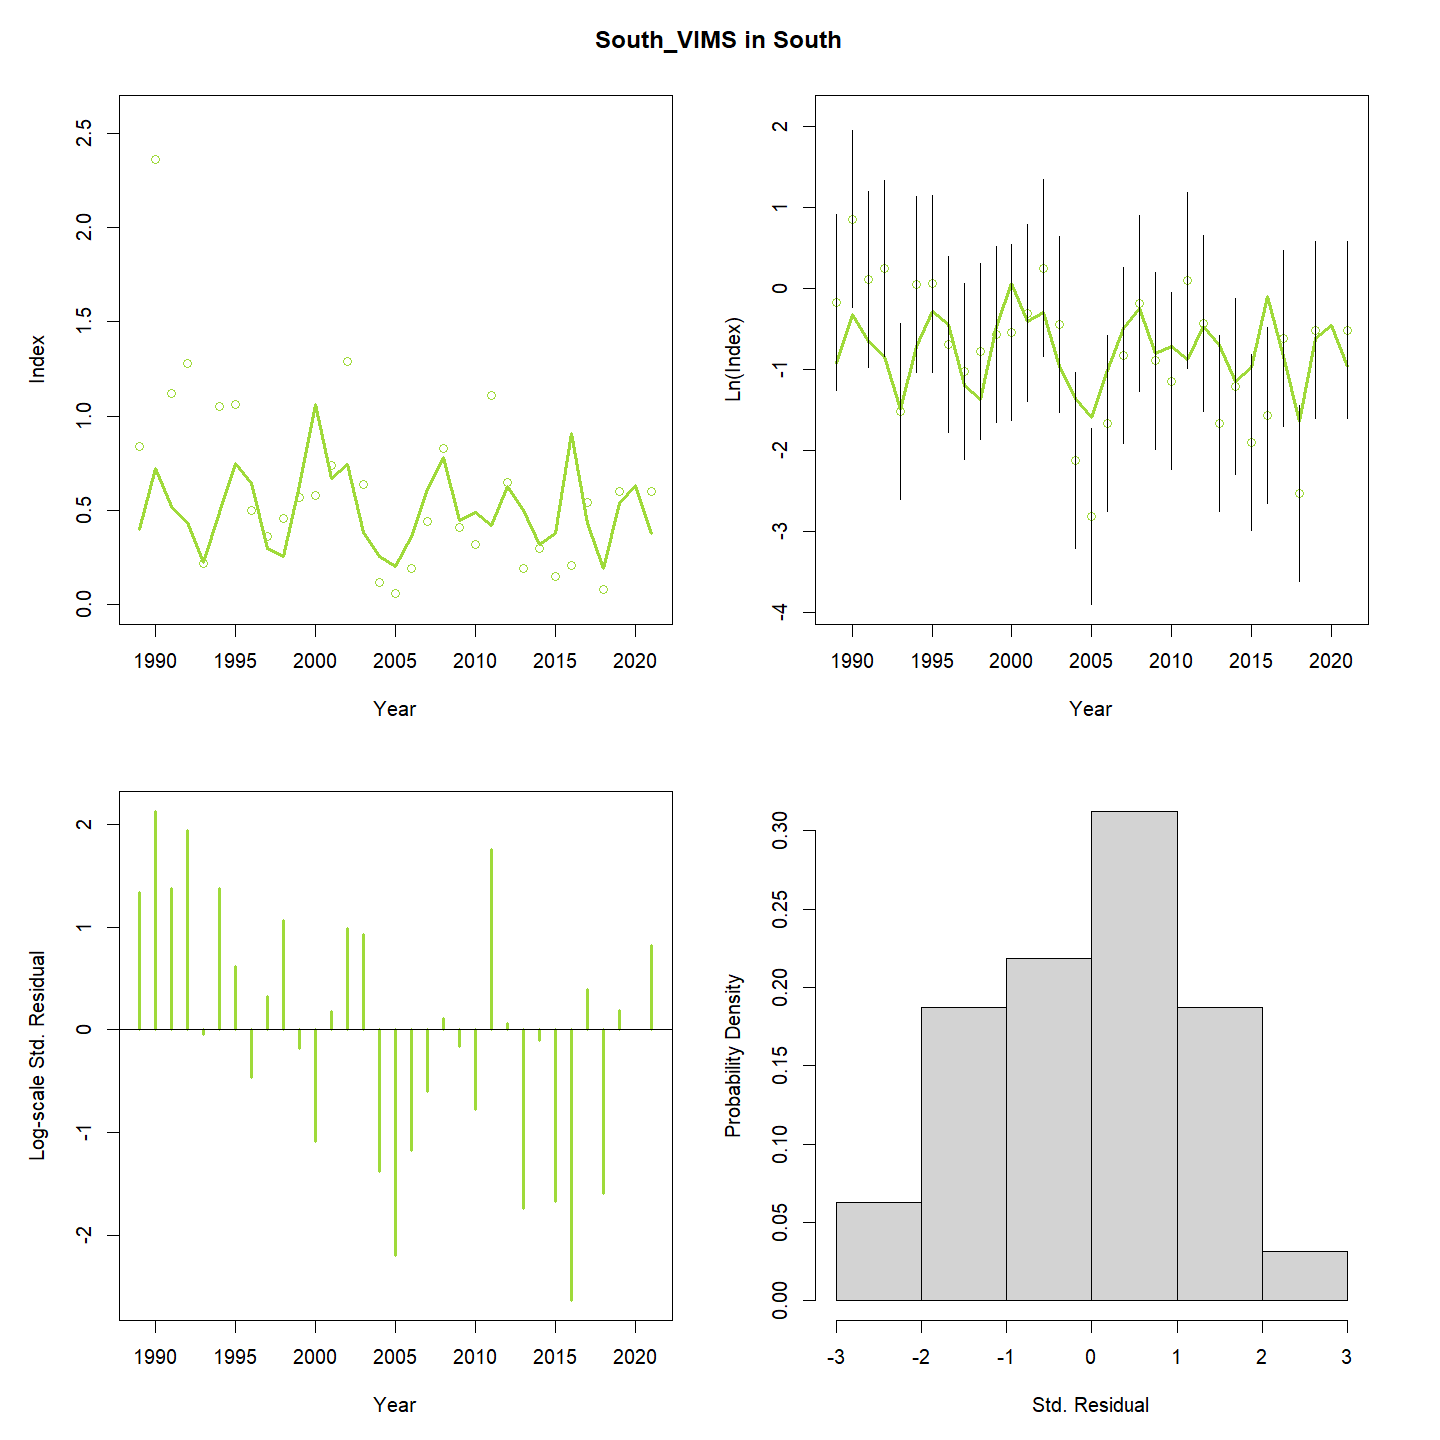 South_VIMS in South
Index
2.5
2.0
1.5
1.0
0.5
0.0
1990 1995 2000 2005 2010 2015 2020
Year
Ln(Index)
2
1
0
-1
-2
-3
-4
1990 1995 2000 2005 2010 2015 2020
Year
Log-scale Std. Residual
2
1
0
-1
-2
1990 1995 2000 2005 2010 2015 2020
Year
Probability Density
0.30
0.25
0.20
0.15
0.10
0.05
0.00
-3 -2 -1 0 1 2 3
Std. Residual